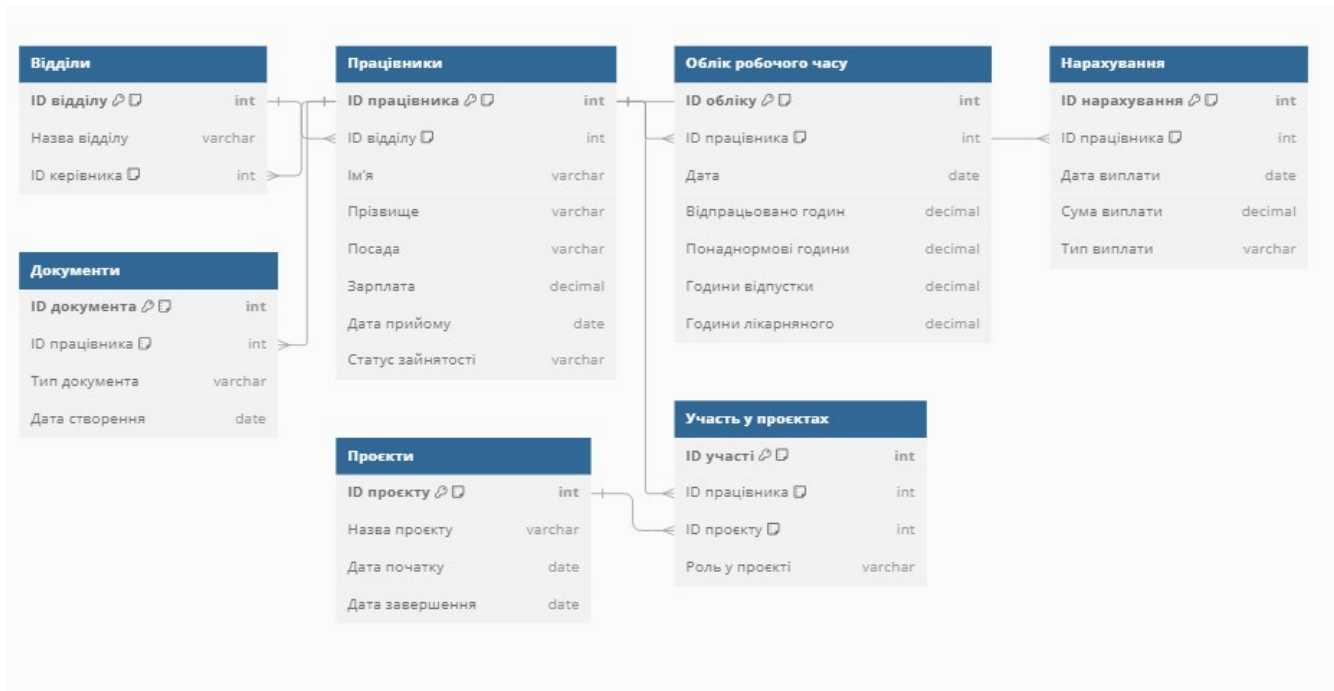 Відділи
ID відділу int
Назва відділу varchar
ID керівника int
Працівники
ID працівника int
ID відділу int
Ім'я varchar
Прізвище varchar
Посада varchar
Зарплата decimal
Дата прийому date
Статус зайнятості varchar
Облік робочого часу
ID обліку int
ID працівника int
Дата date
Відпрацьовано годин decimal
Понаднормові години decimal
Години відпустки decimal
Години лікарняного decimal
Нарахування
ID нарахування int
ID працівника int
Дата виплати date
Сума виплати decimal
Тип виплати varchar
Документи
ID документа int
ID працівника int
Тип документа varchar
Дата створення date
Проєкти
ID проєкту int
Назва проєкту varchar
Дата початку date
Дата завершення date
Участь у проєктах
ID участі int
ID працівника int
ID проєкту int
Роль у проєкті varchar